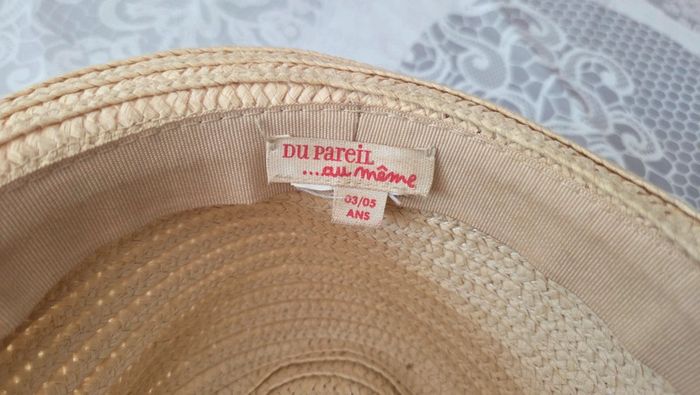 DU PAREIL
...au même
03/05
ANS